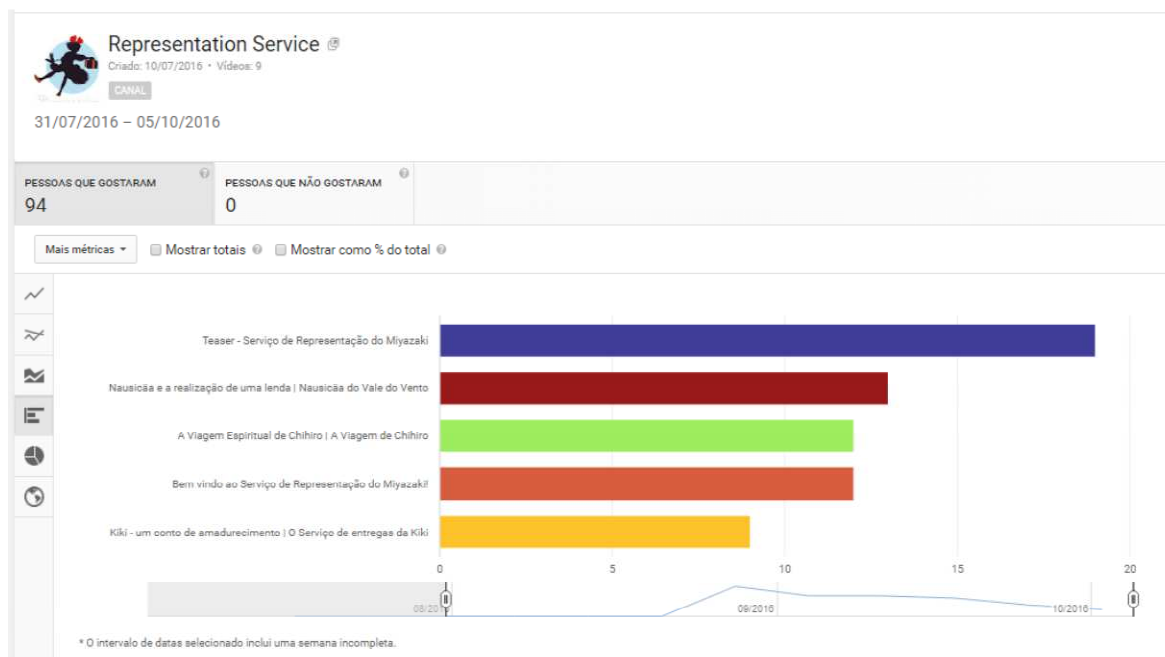 Representation Service
Criado: 10/07/2016 • Vídeos: 9
CANAL
31/07/2016 – 05/10/2016
PESSOAS QUE GOSTARAM
94
PESSOAS QUE NÃO GOSTARAM
0
Mais métricas
Mostrar totais
Mostrar como % do total
Teaser - Serviço de Representação do Miyazaki
Nausicäa e a realização de uma lenda | Nausicäa do Vale do Vento
A Viagem Espiritual de Chihiro | A Viagem de Chihiro
Bem vindo ao Serviço de Representação do Miyazaki!
Kiki - um conto de amadurecimento | O Serviço de entregas da Kiki
0 5 10 15 20
09/2016 10/2016
* O intervalo de datas selecionado inclui uma semana incompleta.